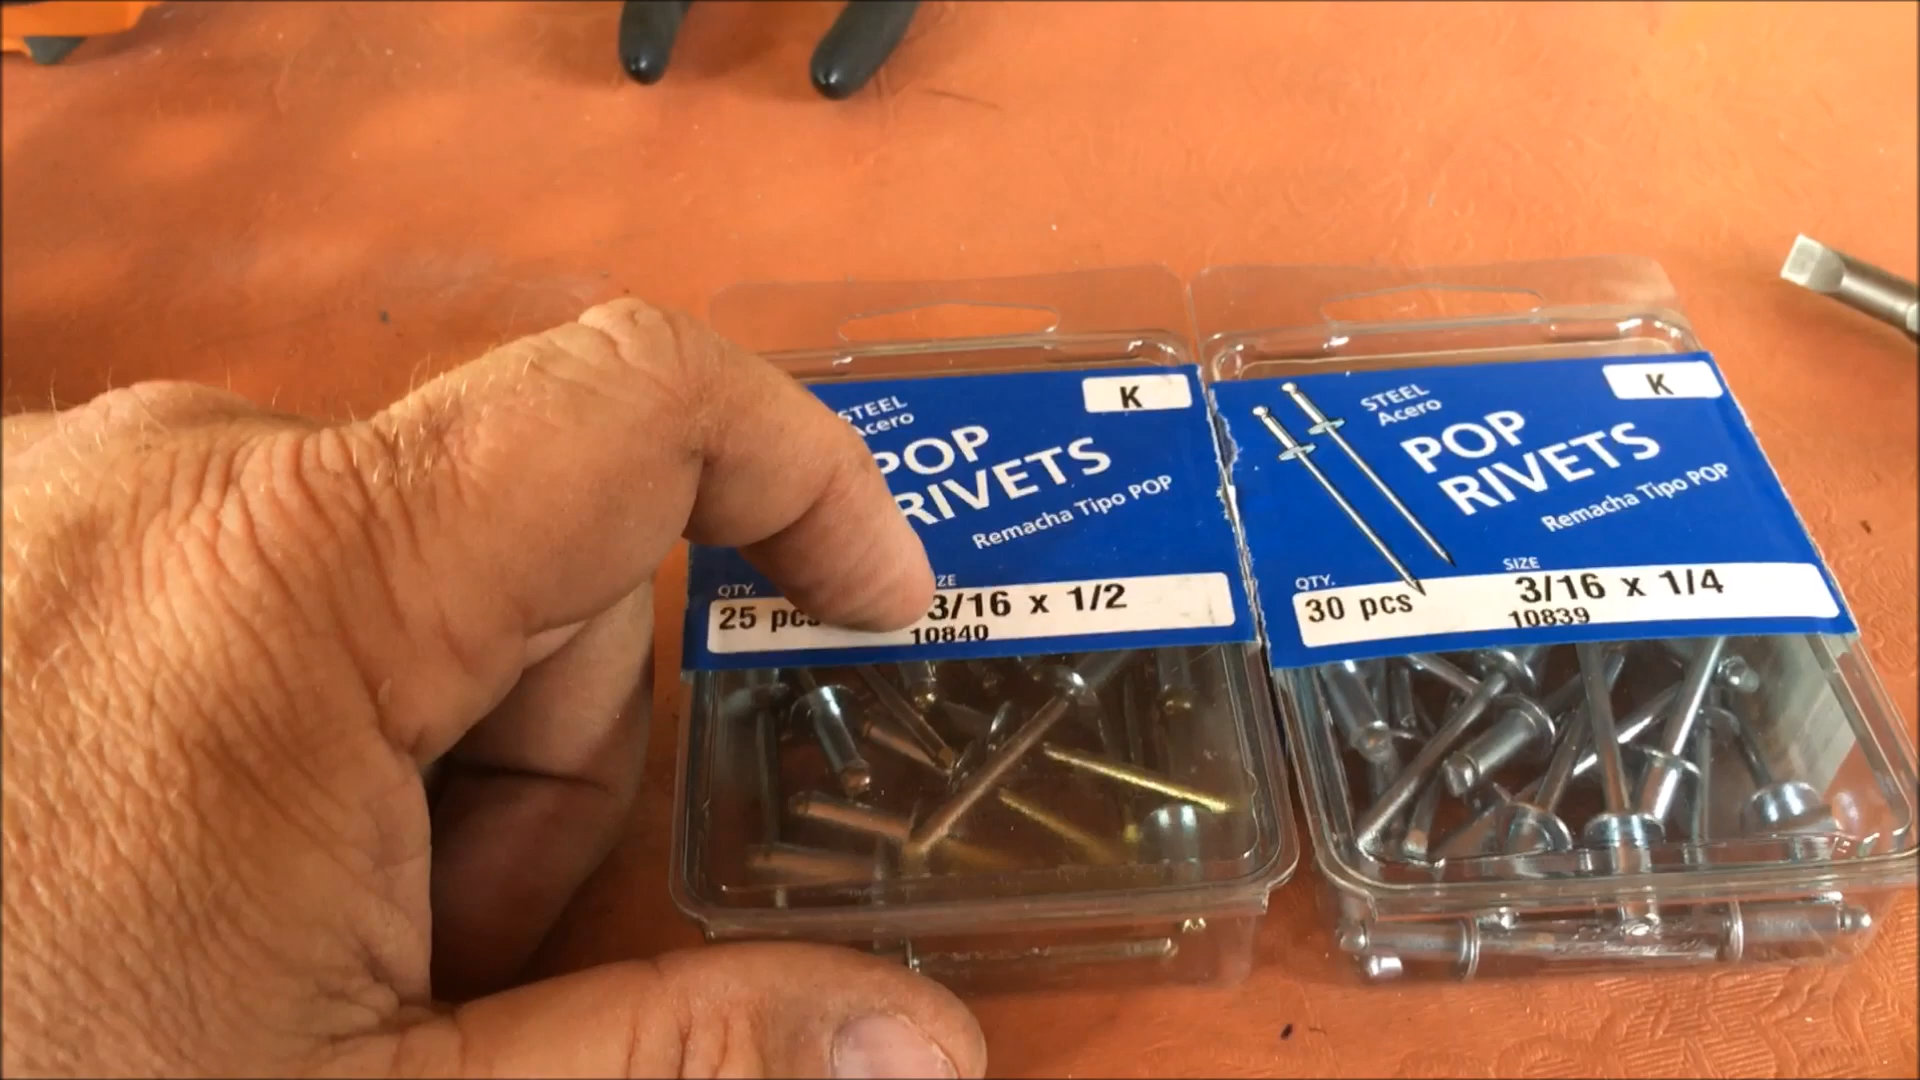 K
STEEL
Acero
POP
RIVETS
Remacha Tipo POP
QTY.
25 pcs
3/16 x 1/2
10840
K
STEEL
Acero
POP
RIVETS
Remacha Tipo POP
QTY.
SIZE
30 pcs
3/16 x 1/4
10839